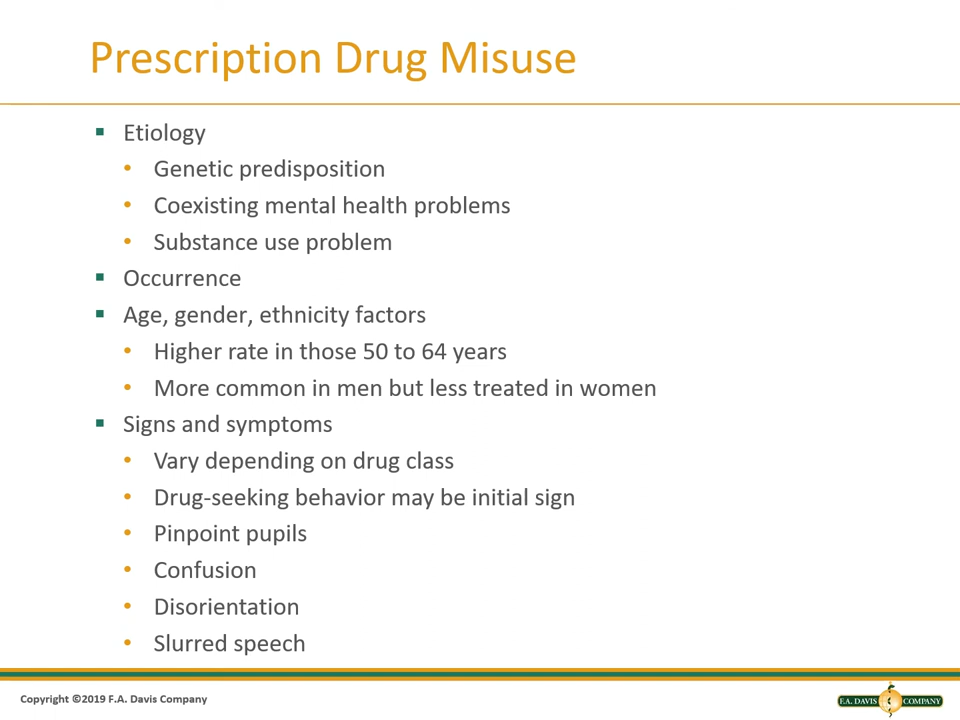 Prescription Drug Misuse
▪ Etiology
• Genetic predisposition
• Coexisting mental health problems
• Substance use problem
▪ Occurrence
▪ Age, gender, ethnicity factors
• Higher rate in those 50 to 64 years
• More common in men but less treated in women
▪ Signs and symptoms
• Vary depending on drug class
• Drug-seeking behavior may be initial sign
• Pinpoint pupils
• Confusion
• Disorientation
• Slurred speech
Copyright ©2019 F.A. Davis Company
F.A. DAVIS COMPANY